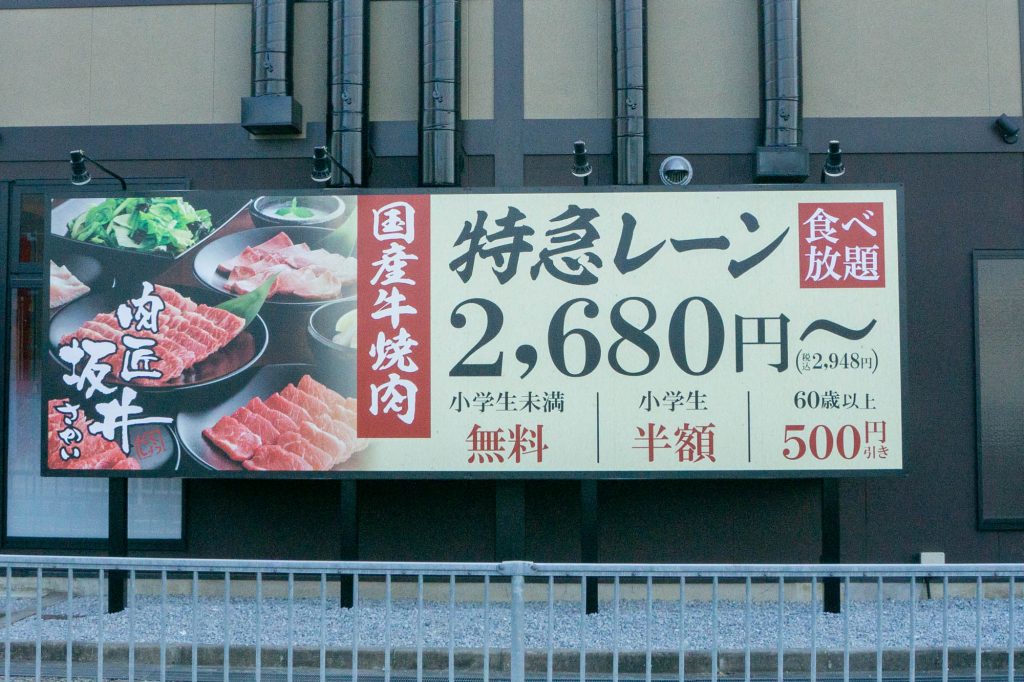 肉匠
坂井
さかい
国産牛焼肉
特急レーン
食べ
放題
2,680円〜
(税込2,948円)
小学生未満
無料
小学生
半額
60歳以上
500円引き